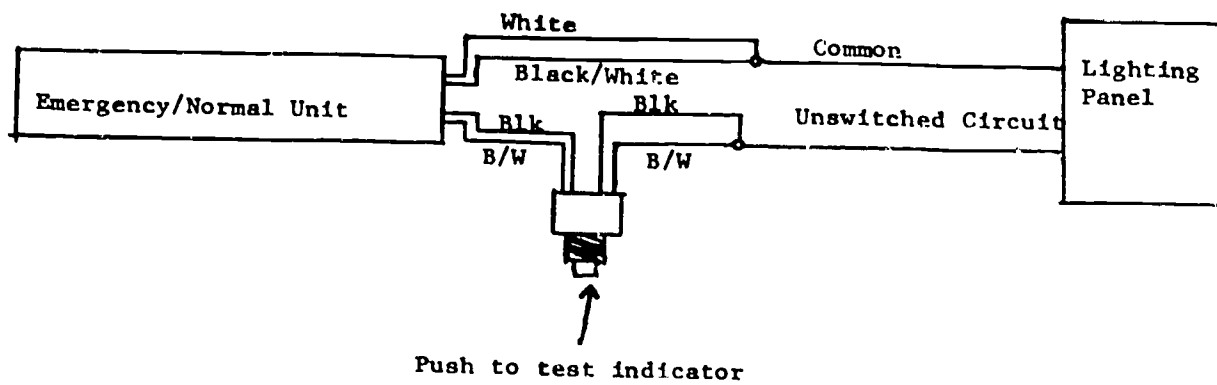 White
Common
Lighting
Panel
Black/White
Emergency/Normal Unit
Blk
Unswitched Circuit
Blk
B/W
B/W
Push to test indicator